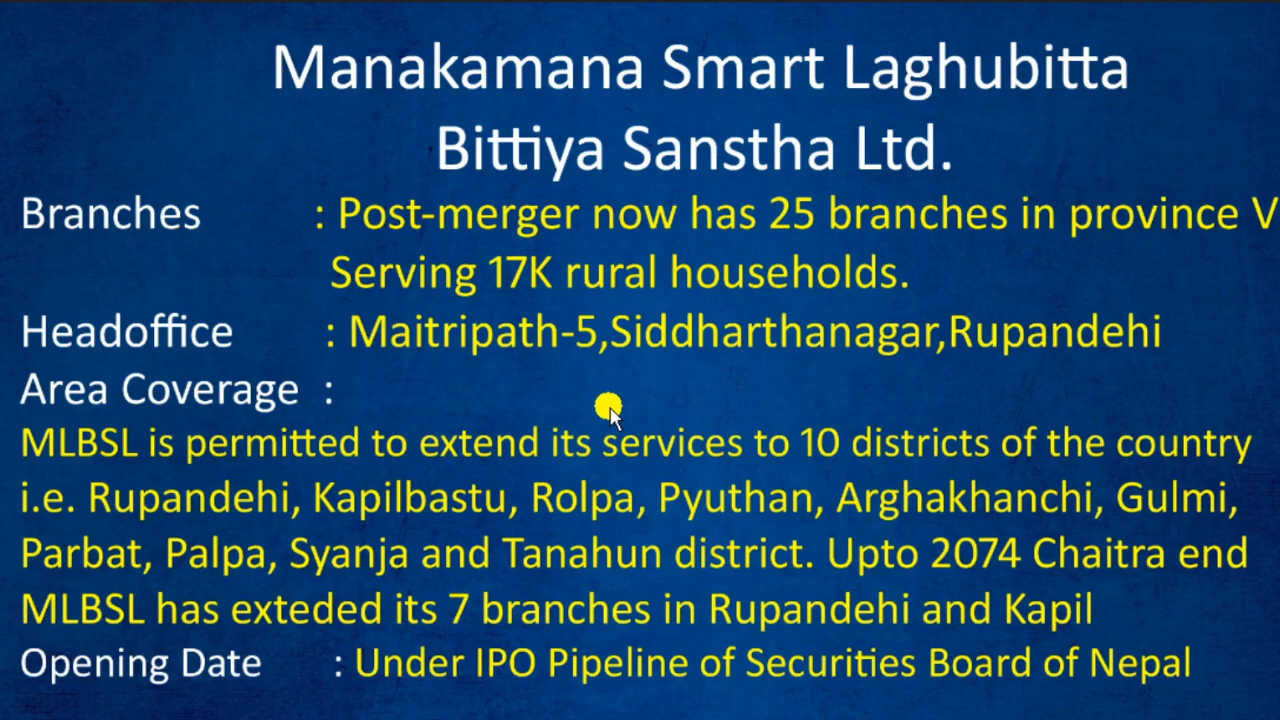 Manakamana Smart Laghubitta
Bittiya Sanstha Ltd.
Branches : Post-merger now has 25 branches in province V
Serving 17K rural households.
Headoffice : Maitripath-5,Siddharthanagar,Rupandehi
Area Coverage :
MLBSL is permitted to extend its services to 10 districts of the country
i.e. Rupandehi, Kapilbastu, Rolpa, Pyuthan, Arghakhanchi, Gulmi,
Parbat, Palpa, Syanja and Tanahun district. Upto 2074 Chaitra end
MLBSL has exteded its 7 branches in Rupandehi and Kapil
Opening Date : Under IPO Pipeline of Securities Board of Nepal